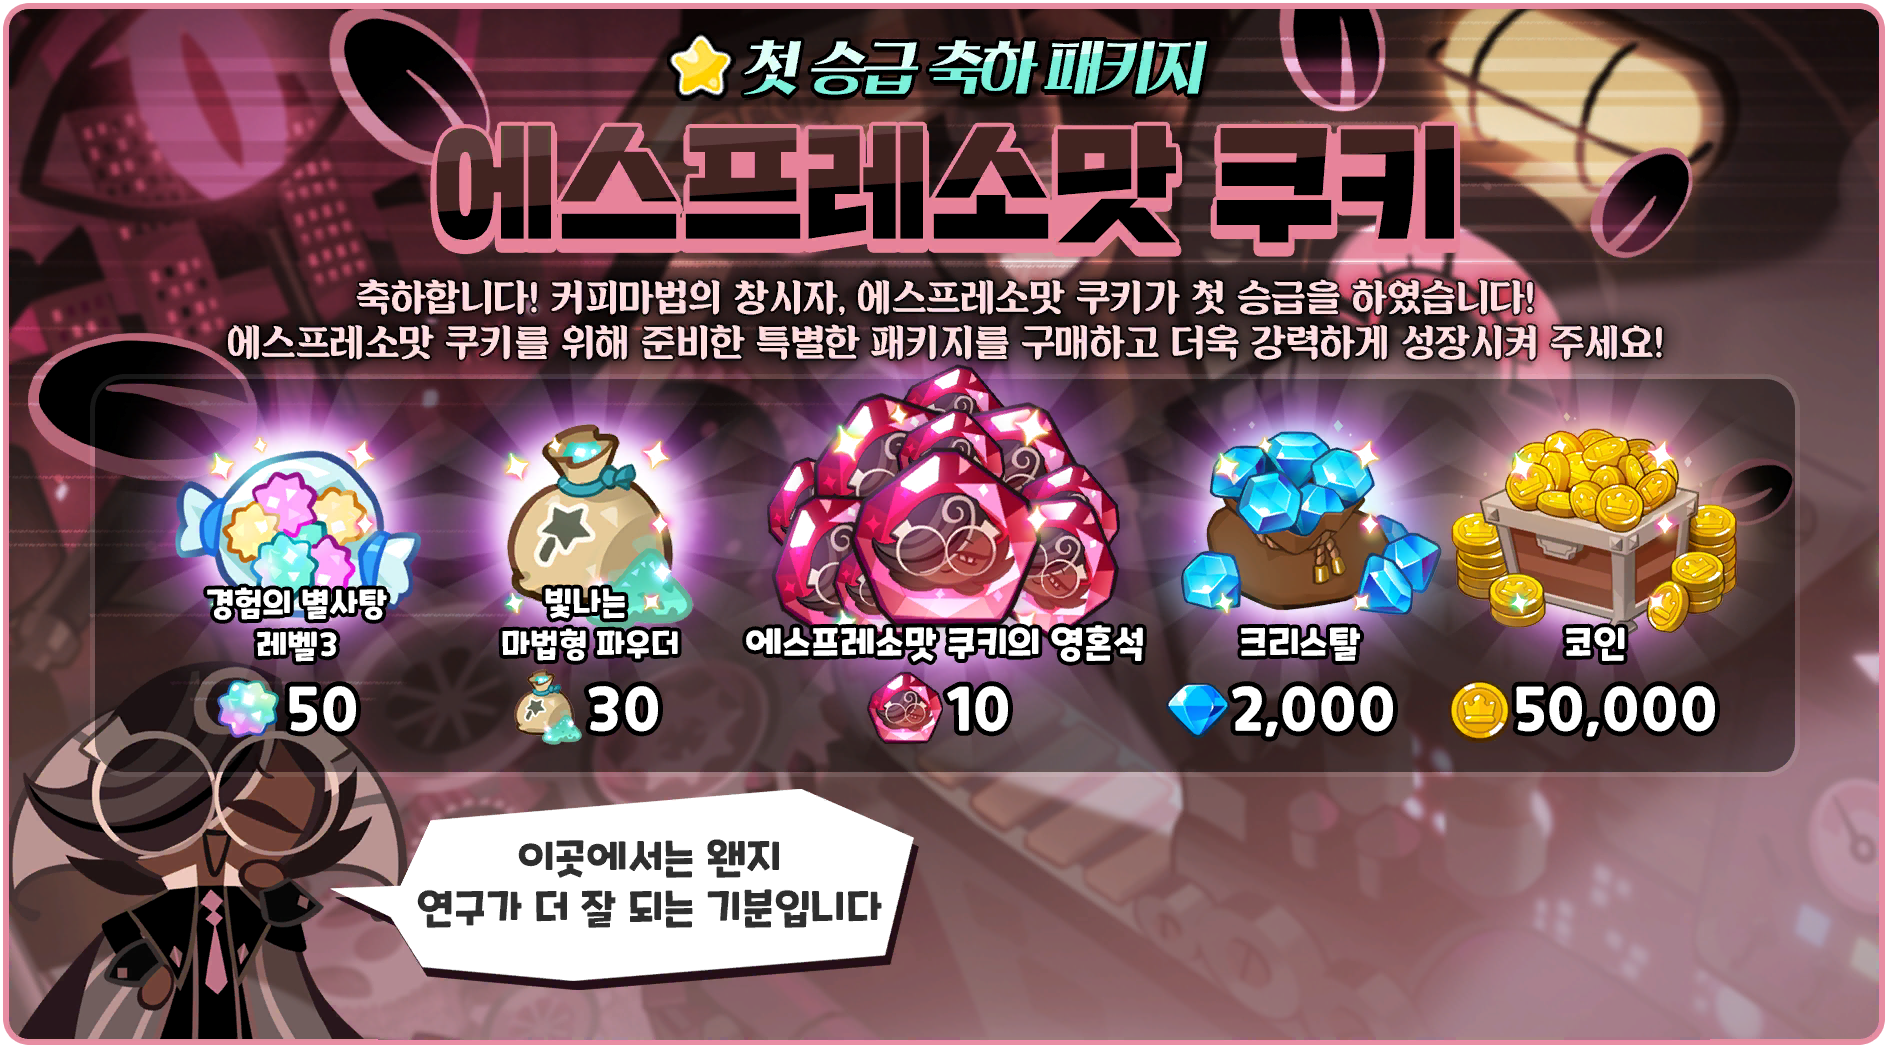 첫 승급 축하 패키지
에스프레소맛 쿠키
축하합니다! 커피마법의 창시자, 에스프레소맛 쿠키가 첫 승급을 하였습니다!
에스프레소맛 쿠키를 위해 준비한 특별한 패키지를 구매하고 더욱 강력하게 성장시켜 주세요!
경험의 별사탕
레벨3
50
빛나는
마법형 파우더
30
에스프레소맛 쿠키의 영혼석
10
크리스탈
2,000
코인
50,000
이곳에서는 왠지
연구가 더 잘 되는 기분입니다